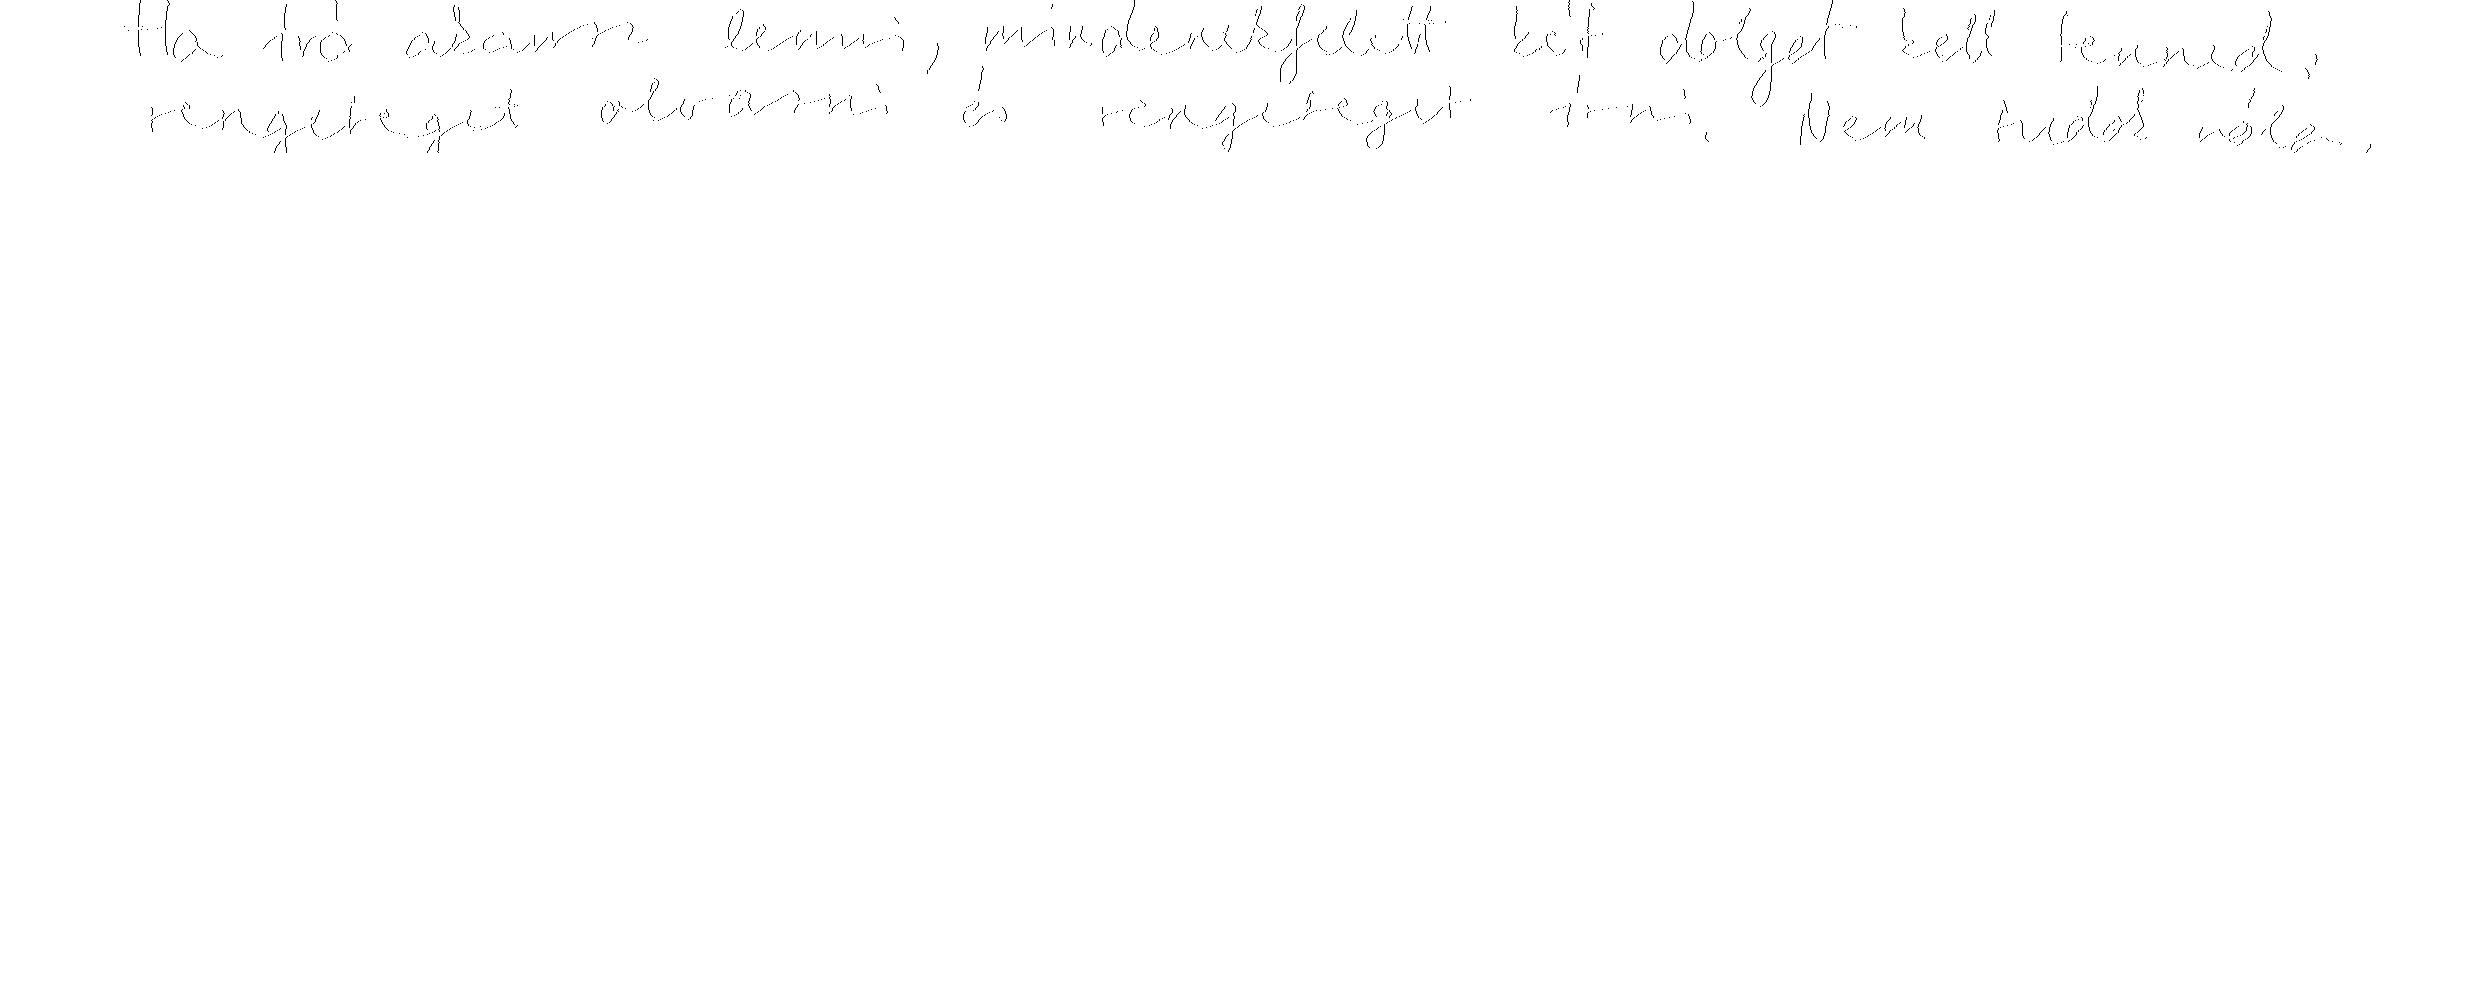 Ha író akarsz lenni, mindenekfelett két dolgot kell tenned:
rengeteget olvasni és rengeteget írni. Nem tudok róla,